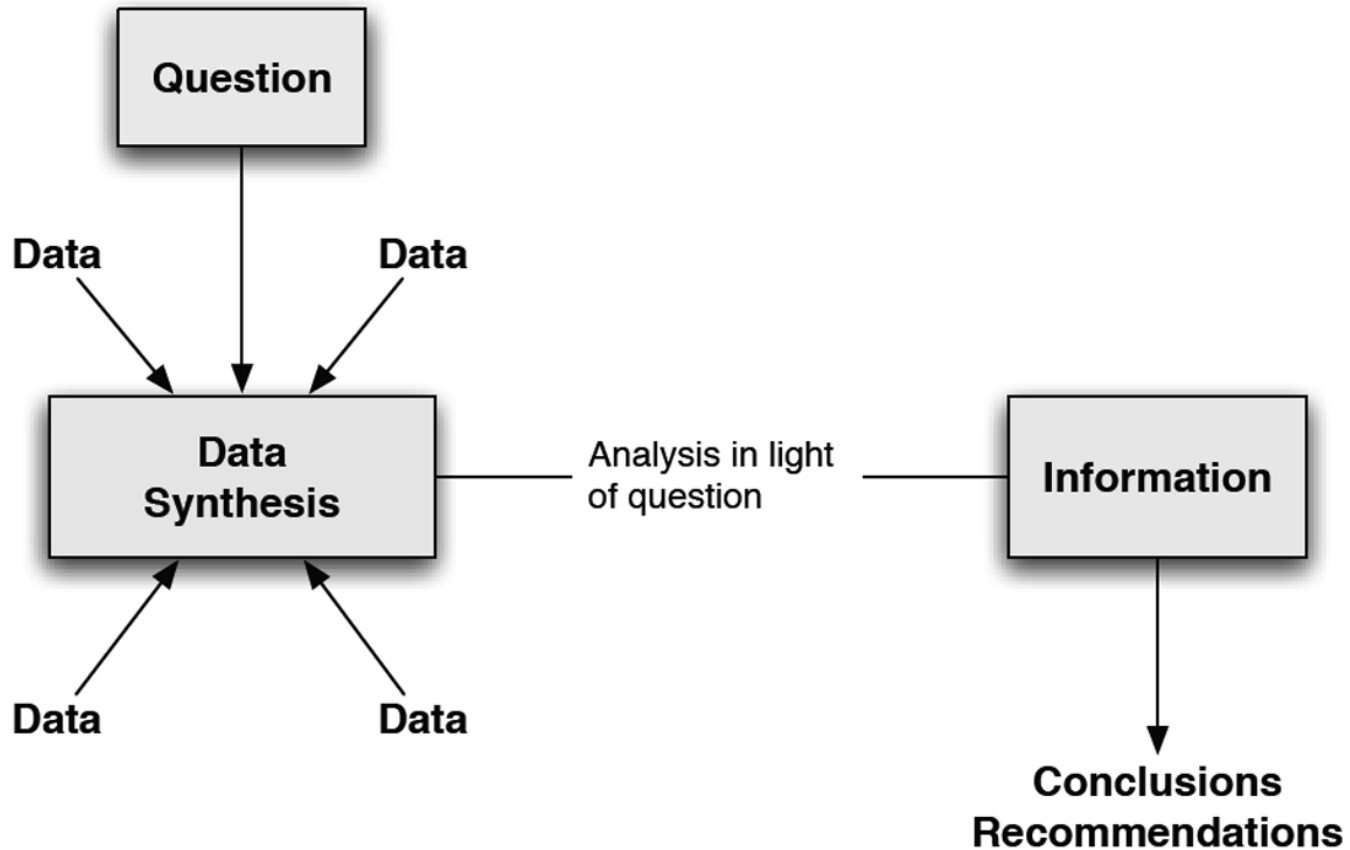 Question
Data
Data
Data
Synthesis
Analysis in light
of question
Information
Data
Data
Conclusions
Recommendations